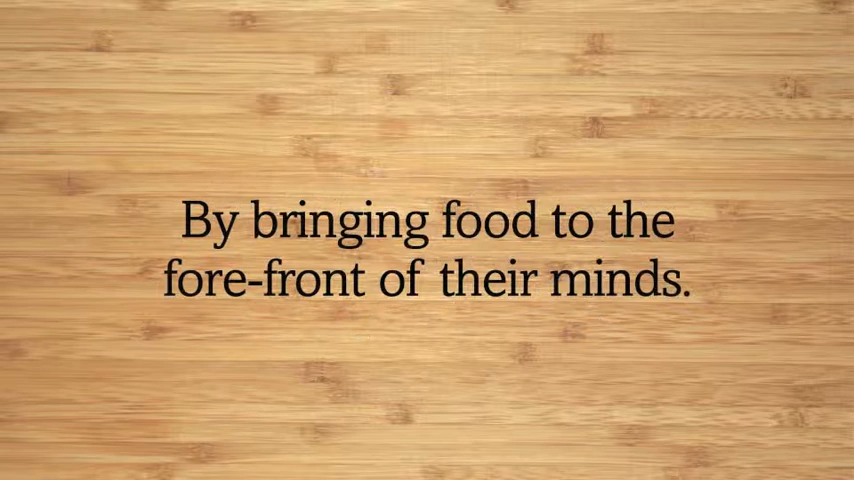 By bringing food to the
fore-front of their minds.